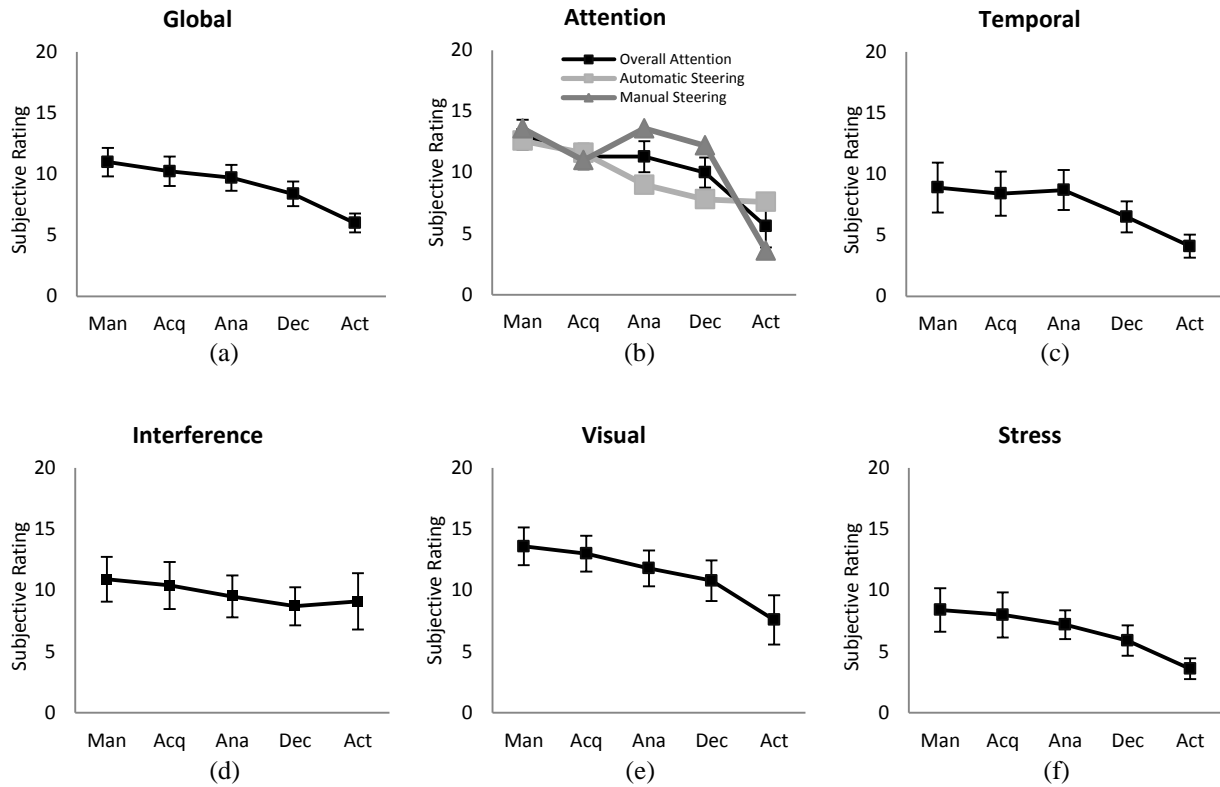 Global
Subjective Rating
20
15
10
5
0
Man Acq Ana Dec Act
(a)
Attention
Overall Attention
Automatic Steering
Manual Steering
Subjective Rating
20
15
10
5
0
Man Acq Ana Dec Act
(b)
Temporal
Subjective Rating
20
15
10
5
0
Man Acq Ana Dec Act
(c)
Interference
Subjective Rating
20
15
10
5
0
Man Acq Ana Dec Act
(d)
Visual
Subjective Rating
20
15
10
5
0
Man Acq Ana Dec Act
(e)
Stress
Subjective Rating
20
15
10
5
0
Man Acq Ana Dec Act
(f)